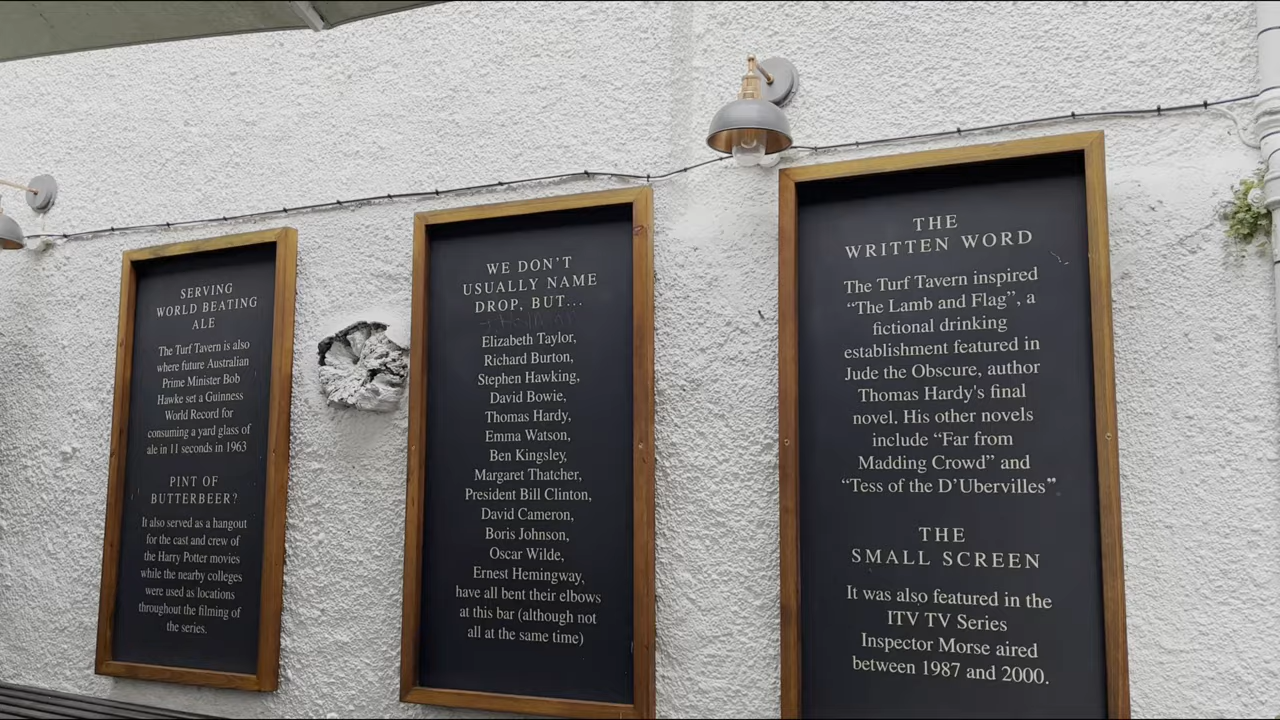 SERVING
WORLD BEATING
ALE
The Turf Tavern is also
where future Australian
Prime Minister Bob
Hawke set a Guinness
World Record for
consuming a yard glass of
ale in 11 seconds in 1963
PINT OF
BUTTERBEER?
It also served as a hangout
for the cast and crew of
the Harry Potter movies
while the nearby colleges
were used as locations
throughout the filming of
the series.
WE DON'T
USUALLY NAME
DROP, BUT...
Elizabeth Taylor,
Richard Burton,
Stephen Hawking,
David Bowie,
Thomas Hardy,
Emma Watson,
Ben Kingsley,
Margaret Thatcher,
President Bill Clinton,
David Cameron,
Boris Johnson,
Oscar Wilde,
Ernest Hemingway,
have all bent their elbows
at this bar (although not
all at the same time)
THE
WRITTEN WORD
The Turf Tavern inspired
“The Lamb and Flag”, a
fictional drinking
establishment featured in
Jude the Obscure, author
Thomas Hardy's final
novel. His other novels
include “Far from
Madding Crowd” and
“Tess of the D’Ubervilles”
THE
SMALL SCREEN
It was also featured in the
ITV TV Series
Inspector Morse aired
between 1987 and 2000.